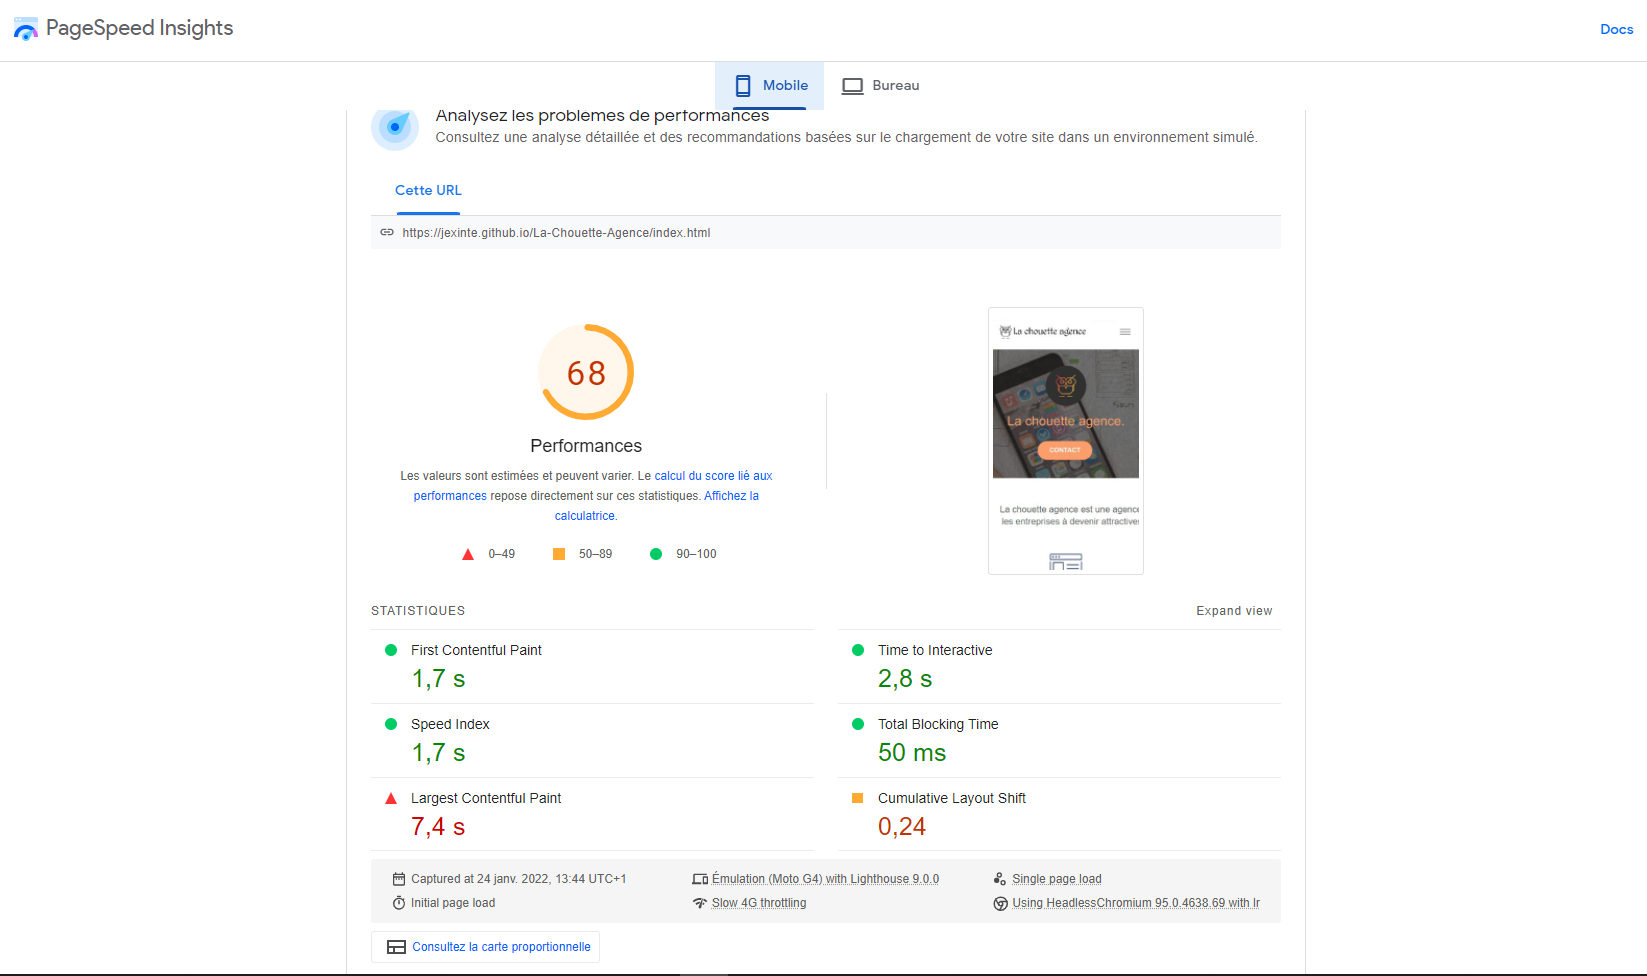 PageSpeed Insights
Docs
Mobile
Bureau
Analysez les problèmes de performances
Consultez une analyse détaillée et des recommandations basées sur le chargement de votre site dans un environnement simulé.
Cette URL
https://jexinte.github.io/La-Chouette-Agence/index.html
68
Performances
Les valeurs sont estimées et peuvent varier. Le calcul du score lié aux
performances repose directement sur ces statistiques. Affichez la
calculatrice.
0–49
50–89
90–100
La chouette agence
La chouette agence.
CONTACT
La chouette agence est une agence
les entreprises à devenir attractive
STATISTIQUES
Expand view
First Contentful Paint
1,7 s
Time to Interactive
2,8 s
Speed Index
1,7 s
Total Blocking Time
50 ms
Largest Contentful Paint
7,4 s
Cumulative Layout Shift
0,24
Captured at 24 janv. 2022, 13:44 UTC+1
Émulation (Moto G4) with Lighthouse 9.0.0
Single page load
Initial page load
Slow 4G throttling
Using HeadlessChromium 95.0.4638.69 with lr
Consultez la carte proportionnelle